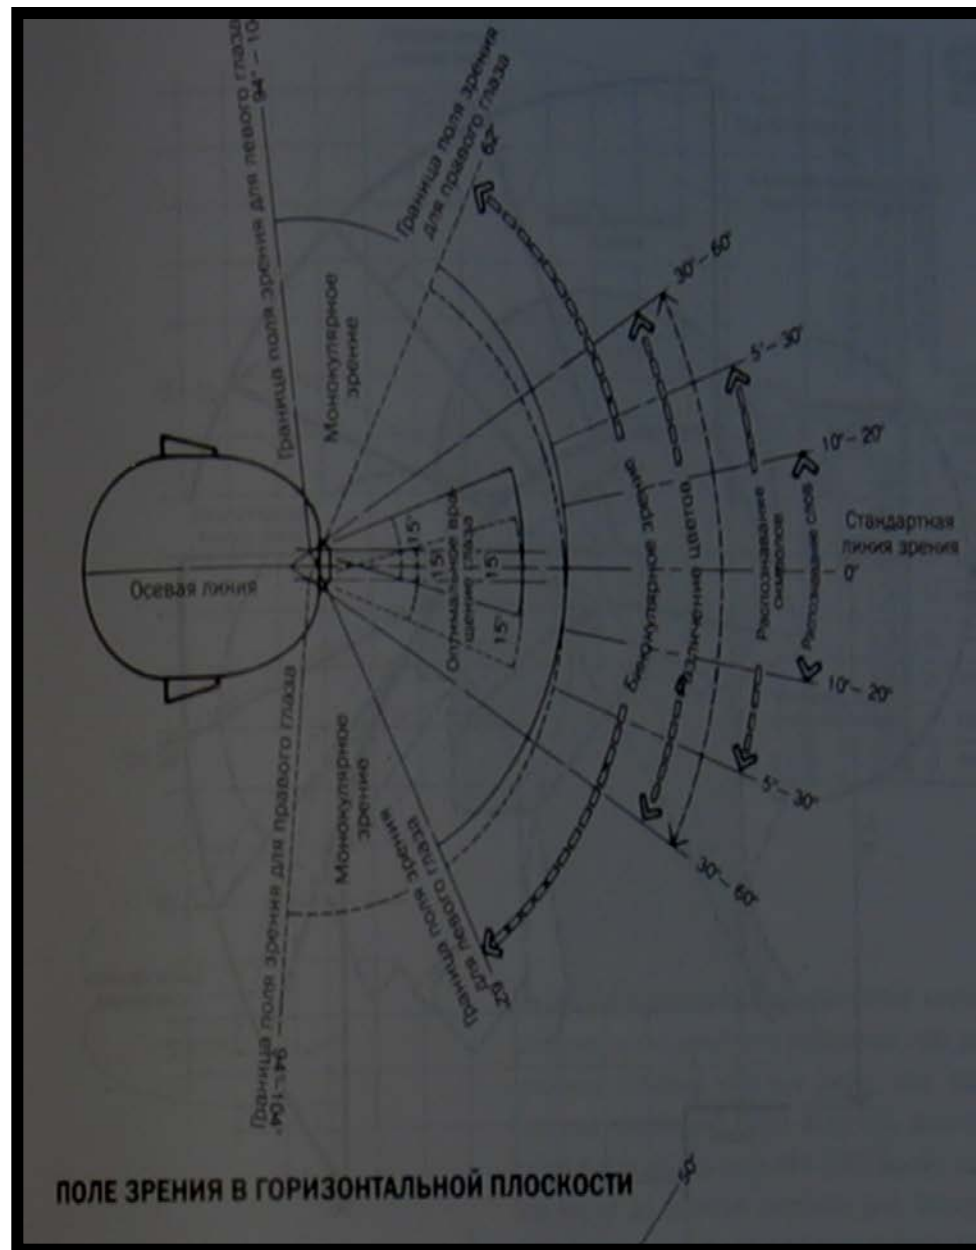 Граница поля зрения для левого глаза
94° – 10
Граница поля зрения
для правого глаза
62°
Монокулярное
зрение
30°– 60°
5°– 30°
10°– 20°
Стандартная
линия зрения
0°
10°– 20°
5°– 30°
30°– 60°
Осевая линия
15°
15°
15°
15°
Оптимальное вра-
щение глаза
Бинокулярное зрение
Различение цветов
Распознавание
символов
Распознавание слов
Монокулярное
зрение
Граница поля зрения
для левого глаза
62°
Граница поля зрения для правого глаза
94°–104°
ПОЛЕ ЗРЕНИЯ В ГОРИЗОНТАЛЬНОЙ ПЛОСКОСТИ
50°